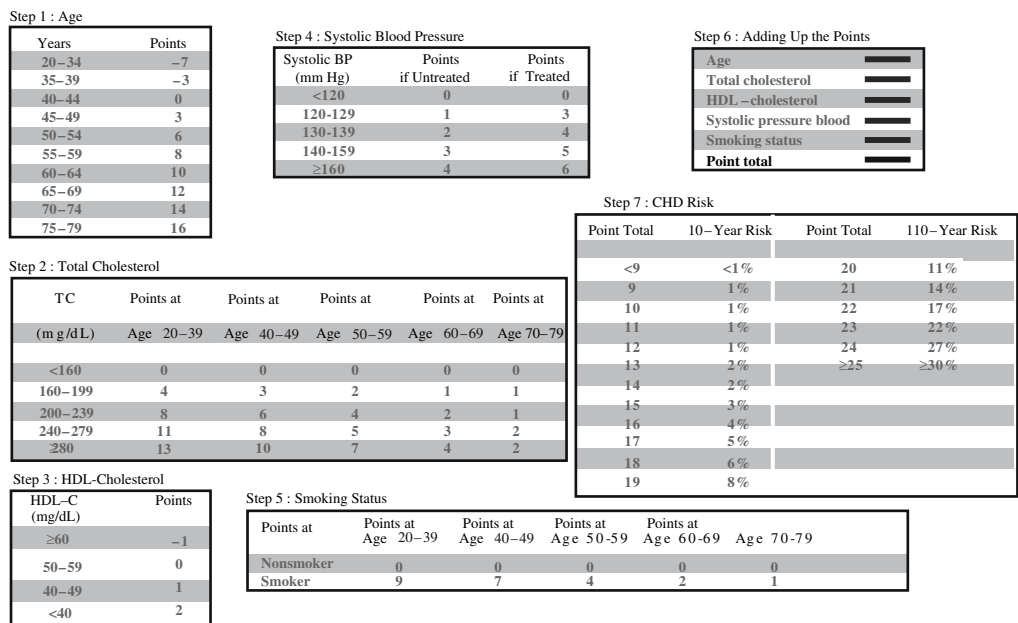 Step 1 : Age
Years Points
20–34 –7
35–39 –3
40–44 0
45–49 3
50–54 6
55–59 8
60–64 10
65–69 12
70–74 14
75–79 16
Step 2 : Total Cholesterol
TC Points at Points at Points at Points at Points at
(mg/dL) Age 20–39 Age 40–49 Age 50–59 Age 60–69 Age 70–79
<160 0 0 0 0 0
160–199 4 3 2 1 1
200–239 8 6 4 2 1
240–279 11 8 5 3 2
≥280 13 10 7 4 2
Step 3 : HDL-Cholesterol
HDL–C Points
(mg/dL)
≥60 –1
50–59 0
40–49 1
<40 2
Step 4 : Systolic Blood Pressure
Systolic BP Points Points
(mm Hg) if Untreated if Treated
<120 0 0
120-129 1 3
130-139 2 4
140-159 3 5
≥160 4 6
Step 5 : Smoking Status
Points at Points at Points at Points at Points at
Age 20–39 Age 40–49 Age 50-59 Age 60-69 Age 70-79
Nonsmoker 0 0 0 0 0
Smoker 9 7 4 2 1
Step 6 : Adding Up the Points
Age
Total cholesterol
HDL–cholesterol
Systolic pressure blood
Smoking status
Point total
Step 7 : CHD Risk
Point Total 10–Year Risk Point Total 110–Year Risk
<9 <1% 20 11%
9 1% 21 14%
10 1% 22 17%
11 1% 23 22%
12 1% 24 27%
13 2% ≥25 ≥30%
14 2%
15 3%
16 4%
17 5%
18 6%
19 8%